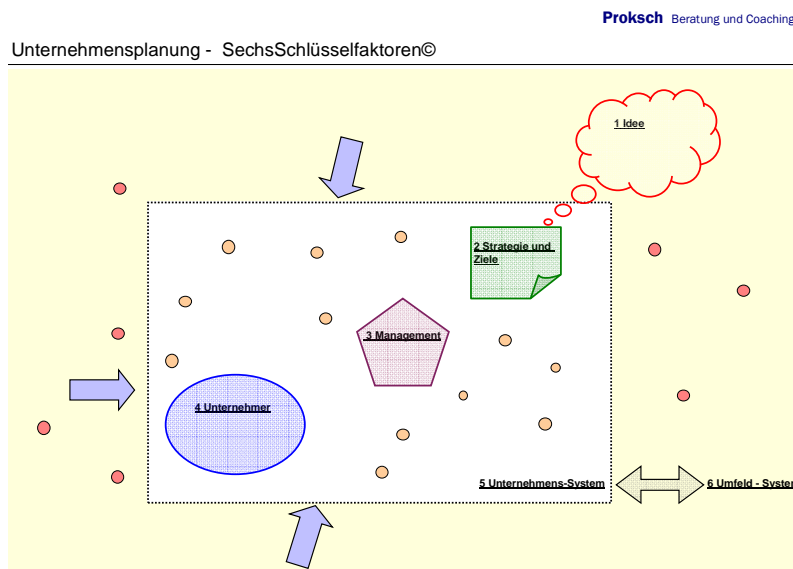 Proksch Beratung und Coaching
Unternehmensplanung - SechsSchlüsselfaktoren©
1 Idee
2 Strategie und
Ziele
3 Management
4 Unternehmer
5 Unternehmens-System
6 Umfeld - System